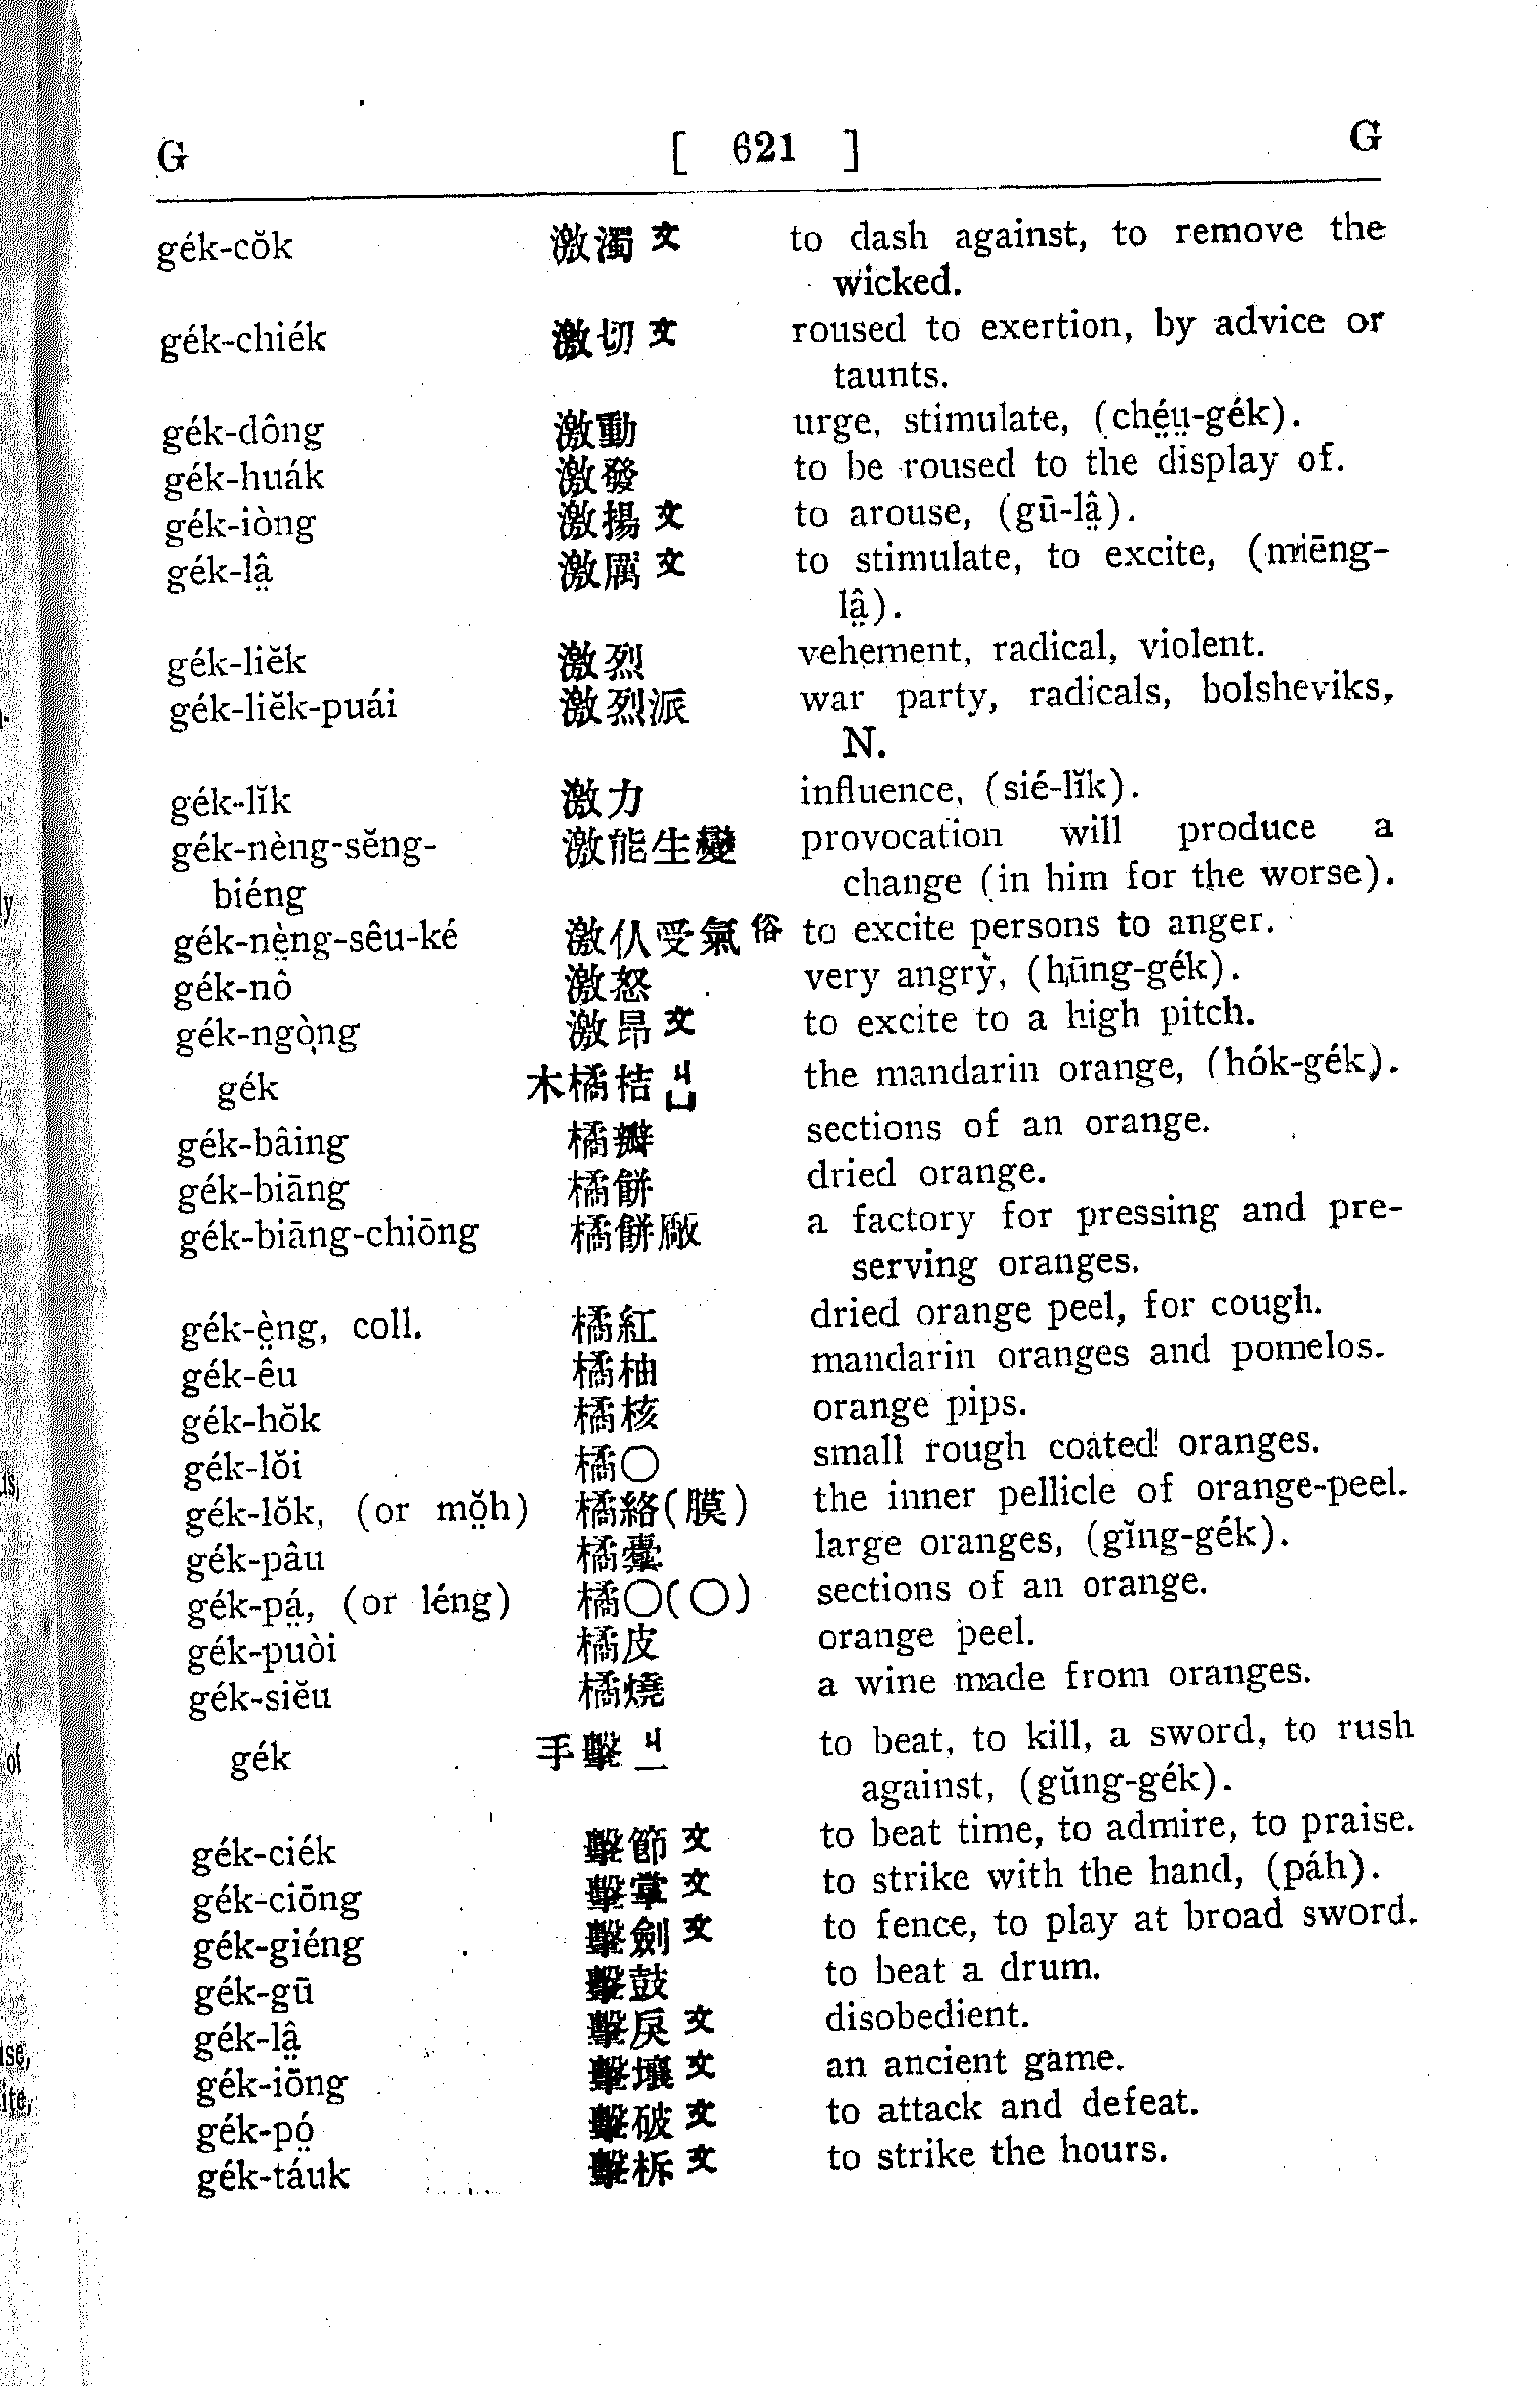 G [ 621 ] G
gék-cŏk 激濁文 to dash against, to remove the
wicked.
gék-chiék 激切文 roused to exertion, by advice or
taunts.
gék-dông 激動 urge, stimulate, (ché̤ṳ-gék).
gék-huák 激發 to be roused to the display of.
gék-iòng 激揚文 to arouse, (gū-lâ̤).
gék-lâ̤ 激厲文 to stimulate, to excite, (miēng-
lâ̤).
gék-liĕk 激烈 vehement, radical, violent.
gék-liĕk-puái 激烈派 war party, radicals, bolsheviks,
N.
gék-lĭk 激力 influence, (sié-lĭk).
gék-nèng-sĕng- 激能生變 provocation will produce a
biéng change (in him for the worse).
gék-nè̤ng-sêu-ké 激仈受氣俗 to excite persons to anger.
gék-nô 激怒 very angry, (hṳ̄ng-gék).
gék-ngò̤ng 激昂文 to excite to a high pitch.
gék 木橘桔ㄐㄩ the mandarin orange, (hók-gék).
gék-bâing 橘瓣 sections of an orange.
gék-biāng 橘餅 dried orange.
gék-biāng-chiōng 橘餅廠 a factory for pressing and pre-
serving oranges.
gék-è̤ng, coll. 橘紅 dried orange peel, for cough.
gék-êu 橘柚 mandarin oranges and pomelos.
gék-hŏk 橘核 orange pips.
gék-lŏi 橘〇 small rough coated oranges.
gék-lŏk, (or mŏ̤h) 橘絡(膜) the inner pellicle of orange-peel.
gék-pâu 橘橐 large oranges, (gĭng-gék).
gék-pá̤, (or léng) 橘〇(〇) sections of an orange.
gék-puòi 橘皮 orange peel.
gék-siĕu 橘燒 a wine made from oranges.
gék 手擊ㄐ一 to beat, to kill, a sword, to rush
against, (gŭng-gék).
gék-ciék 擊節文 to beat time, to admire, to praise.
gék-ciōng 擊掌文 to strike with the hand, (páh).
gék-giéng 擊劍文 to fence, to play at broad sword.
gék-gū 擊鼓 to beat a drum.
gék-lâ̤ 擊戾文 disobedient.
gék-iōng 擊壤文 an ancient game.
gék-pó̤ 擊破文 to attack and defeat.
gék-táuk 擊柝文 to strike the hours.